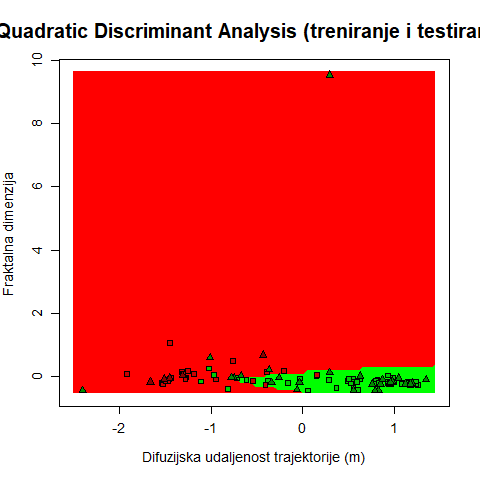 Quadratic Discriminant Analysis (treniranje i testiran
Fraktalna dimenzija
10
8
6
4
2
0
-2 -1 0 1
Difuzijska udaljenost trajektorije (m)